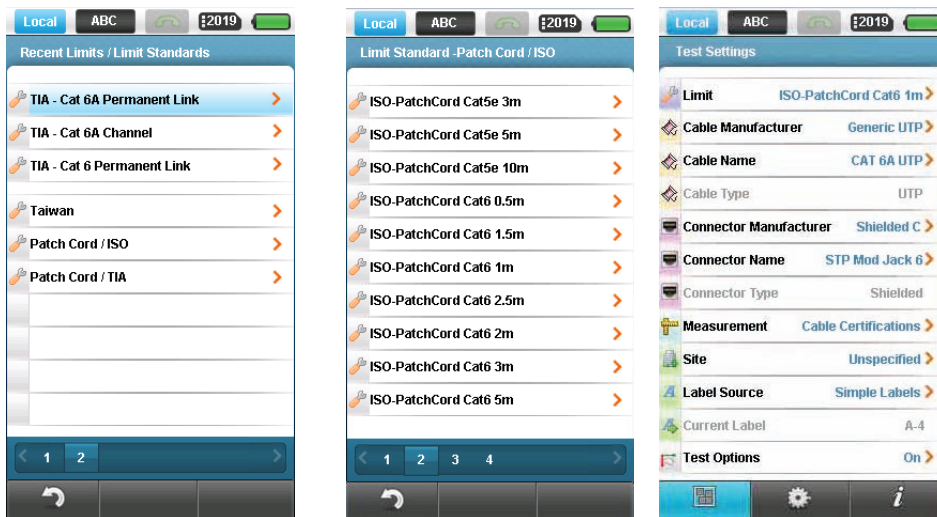 Local ABC 2019
Recent Limits / Limit Standards
TIA - Cat 6A Permanent Link
TIA - Cat 6A Channel
TIA - Cat 6 Permanent Link
Taiwan
Patch Cord / ISO
Patch Cord / TIA
1 2
Local ABC 2019
Limit Standard -Patch Cord / ISO
ISO-PatchCord Cat5e 3m
ISO-PatchCord Cat5e 5m
ISO-PatchCord Cat5e 10m
ISO-PatchCord Cat6 0.5m
ISO-PatchCord Cat6 1.5m
ISO-PatchCord Cat6 1m
ISO-PatchCord Cat6 2.5m
ISO-PatchCord Cat6 2m
ISO-PatchCord Cat6 3m
ISO-PatchCord Cat6 5m
1 2 3 4
Local ABC 2019
Test Settings
Limit ISO-PatchCord Cat6 1m
Cable Manufacturer Generic UTP
Cable Name CAT 6A UTP
Cable Type UTP
Connector Manufacturer Shielded C
Connector Name STP Mod Jack 6
Connector Type Shielded
Measurement Cable Certifications
Site Unspecified
Label Source Simple Labels
Current Label A-4
Test Options On
i